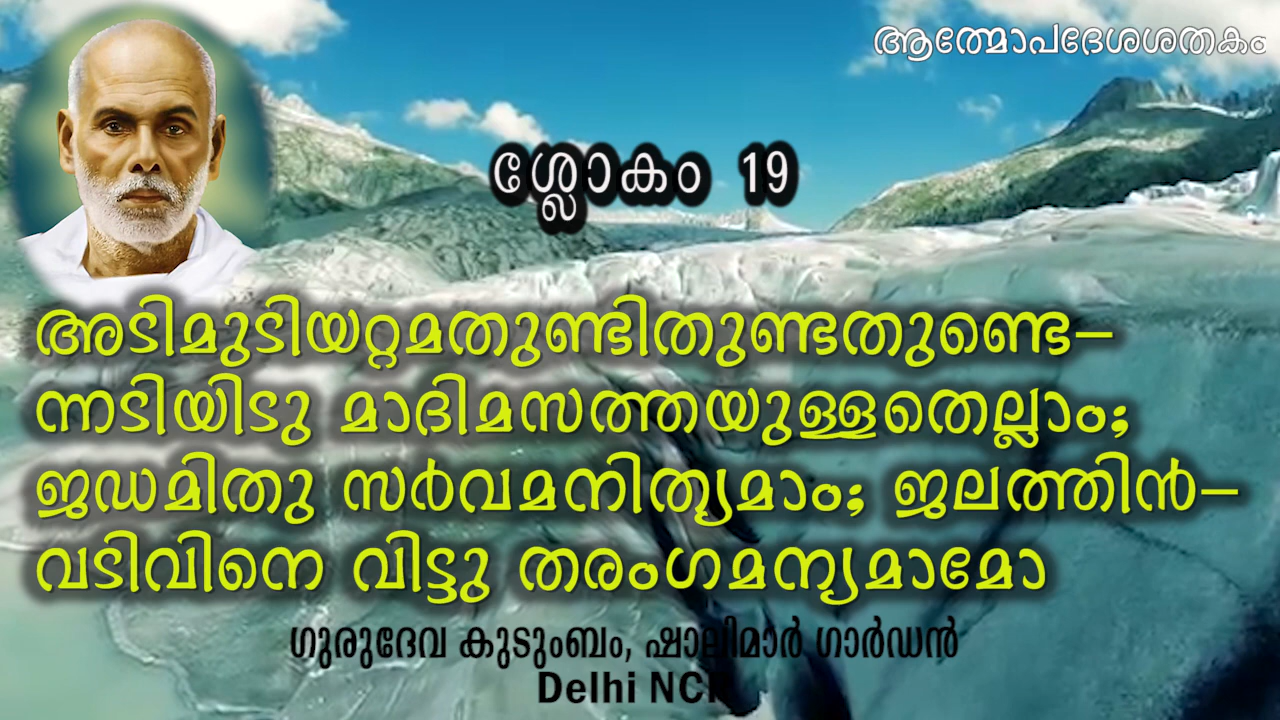 ആത്മോപദേശശതകം
ശ്ലോകം 19
അടിമുടിയറ്റമതുണ്ടിതുണ്ടതുണ്ടെ–
ന്നടിയിടു മാദിമസത്തയുള്ളതെല്ലാം;
ജഡമിതു സർവമനിത്യമാം; ജലത്തിൻ–
വടിവിനെ വിട്ടു തരംഗമന്യമാമോ
ഗുരുദേവ കുടുംബം, ഷാലിമാർ ഗാർഡൻ
Delhi NCR